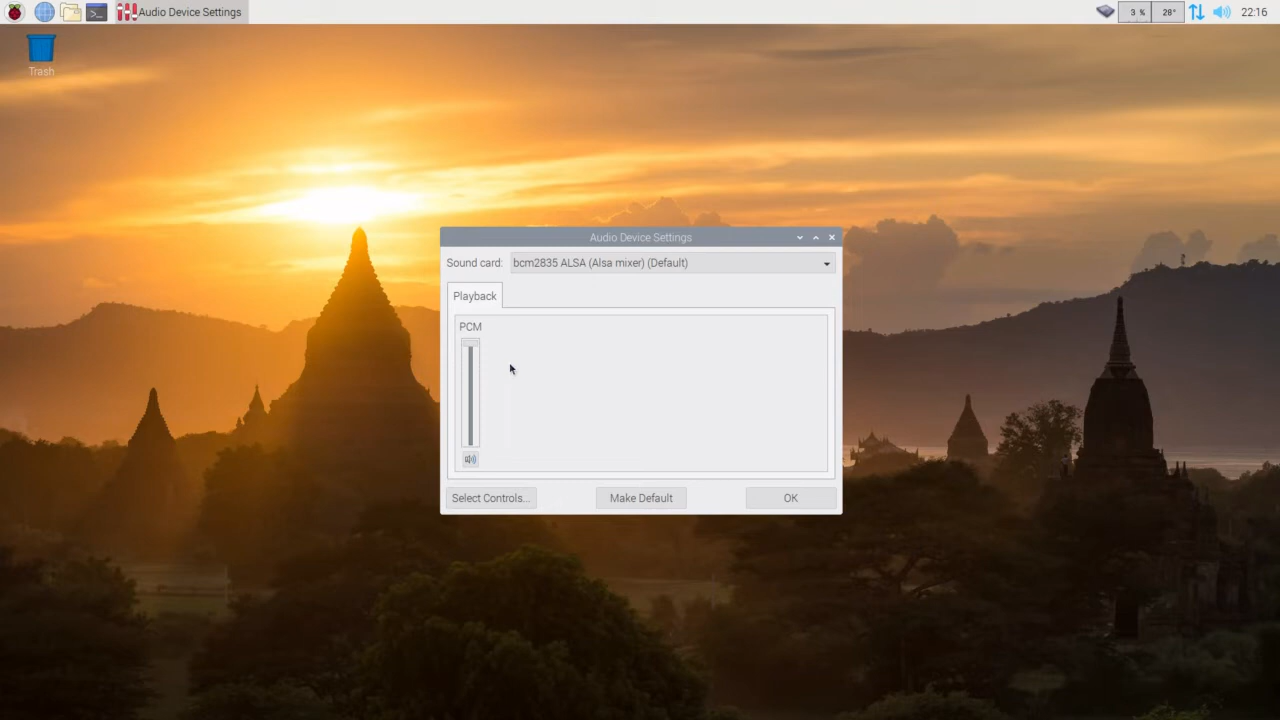 Audio Device Settings
3 %
28°
22:16
Trash
Audio Device Settings
Sound card:
bcm2835 ALSA (Alsa mixer) (Default)
Playback
PCM
Select Controls...
Make Default
OK